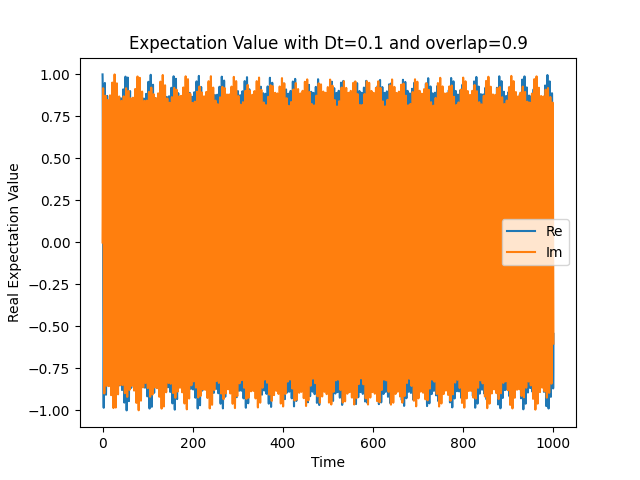 Expectation Value with Dt=0.1 and overlap=0.9
1.00
0.75
0.50
0.25
0.00
−0.25
−0.50
−0.75
−1.00
Real Expectation Value
Re
Im
0 200 400 600 800 1000
Time